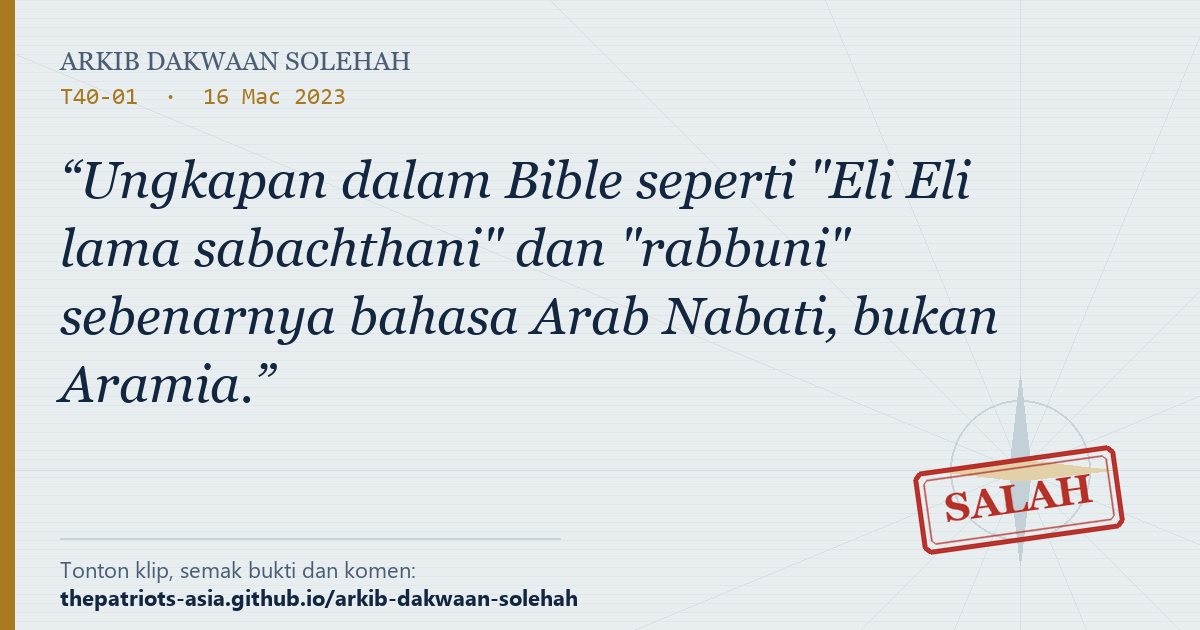 ARKIB DAKWAAN SOLEHAH
T40-01 · 16 Mac 2023
“Ungkapan dalam Bible seperti "Eli Eli
lama sabachthani" dan "rabbuni"
sebenarnya bahasa Arab Nabati, bukan
Aramia.”
SALAH
Tonton klip, semak bukti dan komen:
thepatriots-asia.github.io/arkib-dakwaan-solehah